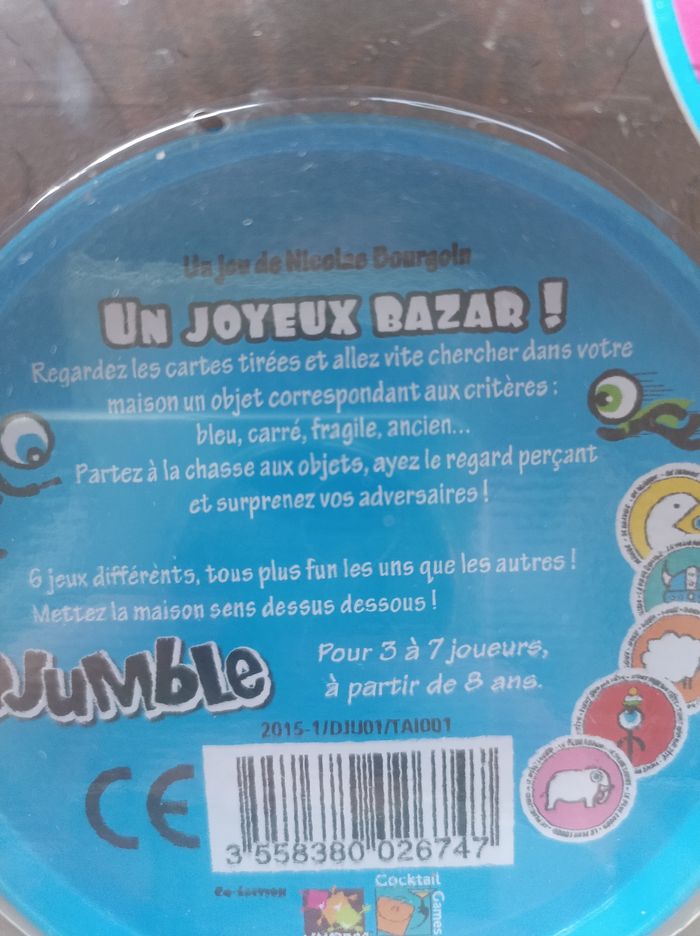 Un jeu de Nicolas Bourgoin
UN JOYEUX BAZAR !
Regardez les cartes tirées et allez vite chercher dans votre
maison un objet correspondant aux critères :
bleu, carré, fragile, ancien...
Partez à la chasse aux objets, ayez le regard perçant
et surprenez vos adversaires !
6 jeux différents, tous plus fun les uns que les autres !
Mettez la maison sens dessus dessous !
JUMBLE
Pour 3 à 7 joueurs,
à partir de 8 ans.
2015-1/DJU01/TAI001
CE
3 558380 026747
Co-édition
Cocktail
Games